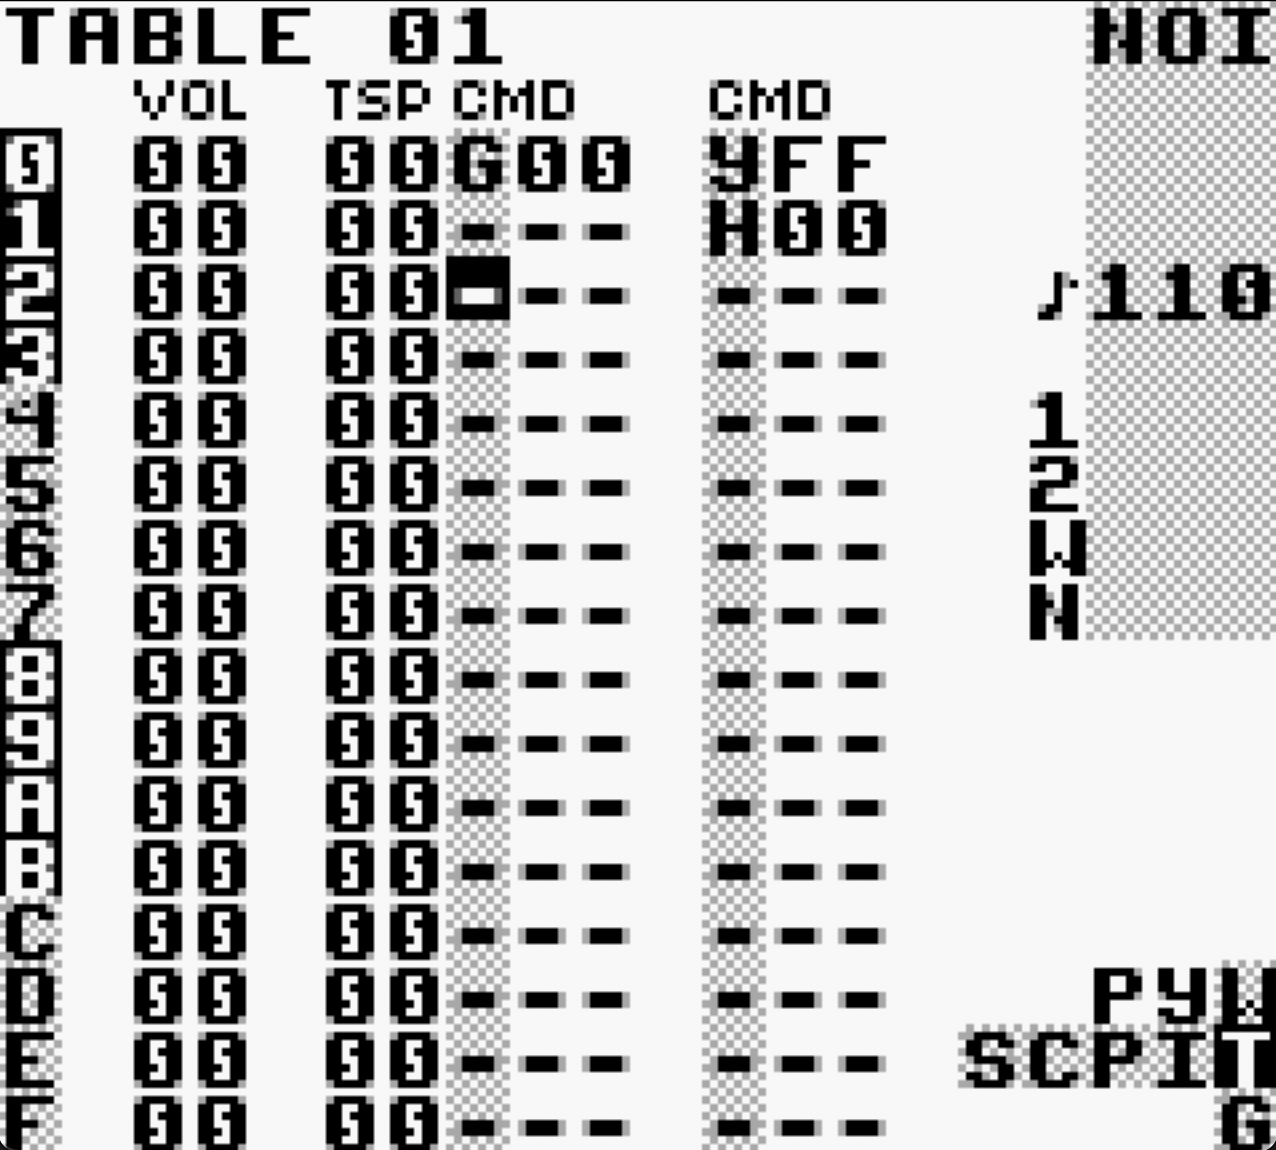 TABLE 01 NOI
VOL TSP CMD CMD
0 00 00 G00 YFF
1 00 00 --- H00
2 00 00 --- --- ♪110
3 00 00 --- ---
4 00 00 --- --- 1
5 00 00 --- --- 2
6 00 00 --- --- W
7 00 00 --- --- N
8 00 00 --- ---
9 00 00 --- ---
A 00 00 --- ---
B 00 00 --- ---
C 00 00 --- ---
D 00 00 --- --- PYW
E 00 00 --- --- SCPIT
F 00 00 --- --- G